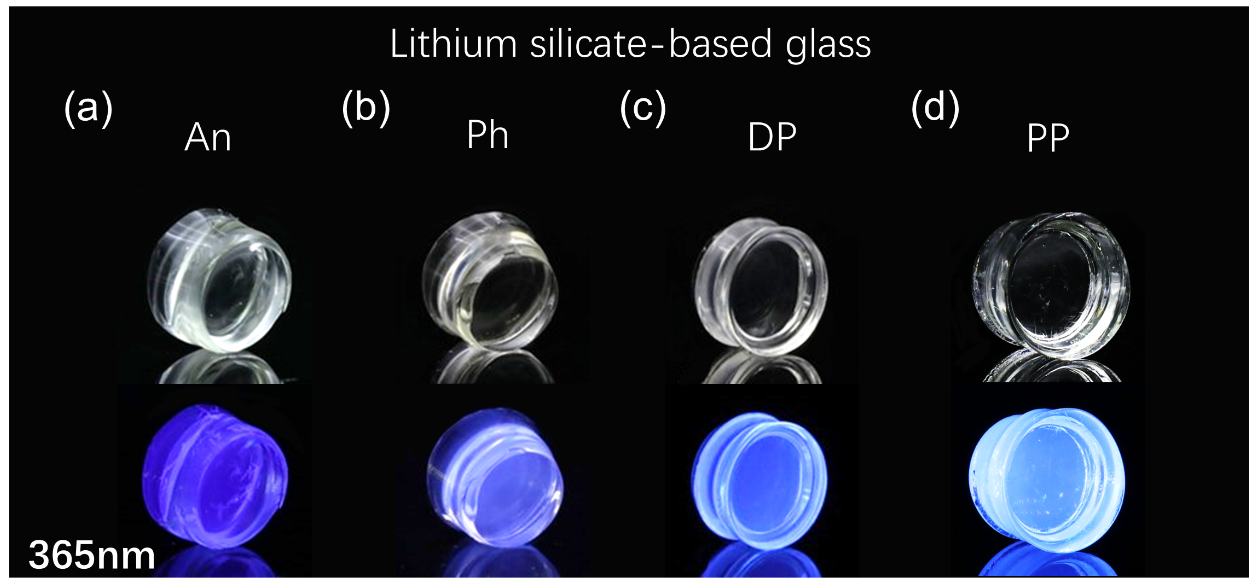 Lithium silicate-based glass
(a) (b) (c) (d)
An Ph DP PP
365nm